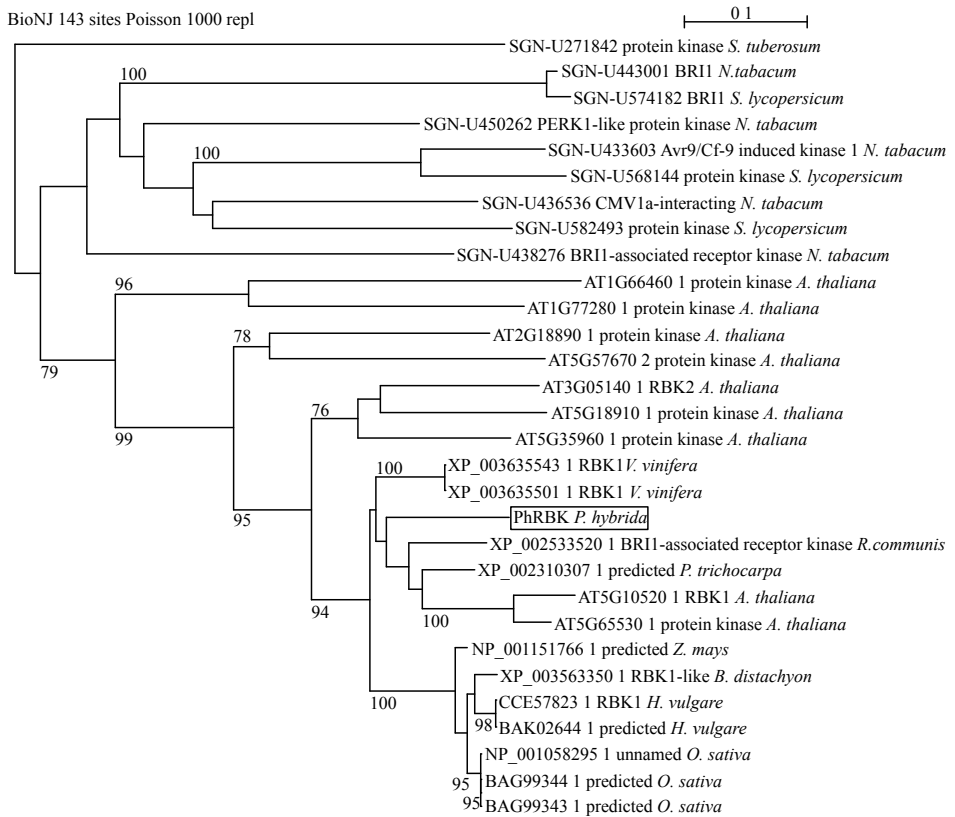 BioNJ 143 sites Poisson 1000 repl
0 1
SGN-U271842 protein kinase S. tuberosum
100
SGN-U443001 BRI1 N.tabacum
SGN-U574182 BRI1 S. lycopersicum
SGN-U450262 PERK1-like protein kinase N. tabacum
100
SGN-U433603 Avr9/Cf-9 induced kinase 1 N. tabacum
SGN-U568144 protein kinase S. lycopersicum
SGN-U436536 CMV1a-interacting N. tabacum
SGN-U582493 protein kinase S. lycopersicum
SGN-U438276 BRI1-associated receptor kinase N. tabacum
96
AT1G66460 1 protein kinase A. thaliana
AT1G77280 1 protein kinase A. thaliana
78
AT2G18890 1 protein kinase A. thaliana
AT5G57670 2 protein kinase A. thaliana
79
AT3G05140 1 RBK2 A. thaliana
76
AT5G18910 1 protein kinase A. thaliana
99
AT5G35960 1 protein kinase A. thaliana
100
XP_003635543 1 RBK1V. vinifera
XP_003635501 1 RBK1 V. vinifera
95
PhRBK P. hybrida
XP_002533520 1 BRI1-associated receptor kinase R.communis
XP_002310307 1 predicted P. trichocarpa
AT5G10520 1 RBK1 A. thaliana
94
100
AT5G65530 1 protein kinase A. thaliana
NP_001151766 1 predicted Z. mays
XP_003563350 1 RBK1-like B. distachyon
100
CCE57823 1 RBK1 H. vulgare
98
BAK02644 1 predicted H. vulgare
NP_001058295 1 unnamed O. sativa
95
BAG99344 1 predicted O. sativa
95
BAG99343 1 predicted O. sativa